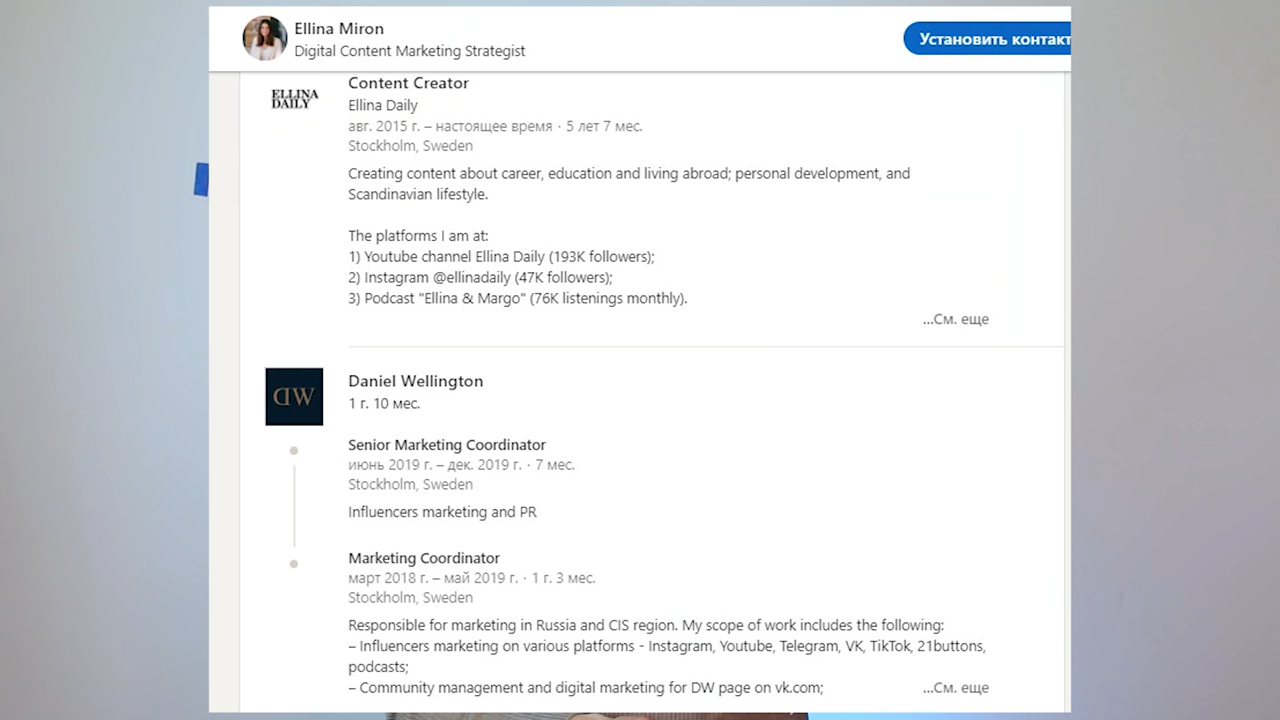 Ellina Miron
Digital Content Marketing Strategist
Установить контакт
ELLINA
DAILY
Content Creator
Ellina Daily
авг. 2015 г. – настоящее время · 5 лет 7 мес.
Stockholm, Sweden
Creating content about career, education and living abroad; personal development, and
Scandinavian lifestyle.
The platforms I am at:
1) Youtube channel Ellina Daily (193K followers);
2) Instagram @ellinadaily (47K followers);
3) Podcast "Ellina & Margo" (76K listenings monthly).
...См. еще
DW
Daniel Wellington
1 г. 10 мес.
Senior Marketing Coordinator
июнь 2019 г. – дек. 2019 г. · 7 мес.
Stockholm, Sweden
Influencers marketing and PR
Marketing Coordinator
март 2018 г. – май 2019 г. · 1 г. 3 мес.
Stockholm, Sweden
Responsible for marketing in Russia and CIS region. My scope of work includes the following:
– Influencers marketing on various platforms - Instagram, Youtube, Telegram, VK, TikTok, 21buttons,
podcasts;
– Community management and digital marketing for DW page on vk.com;
...См. еще